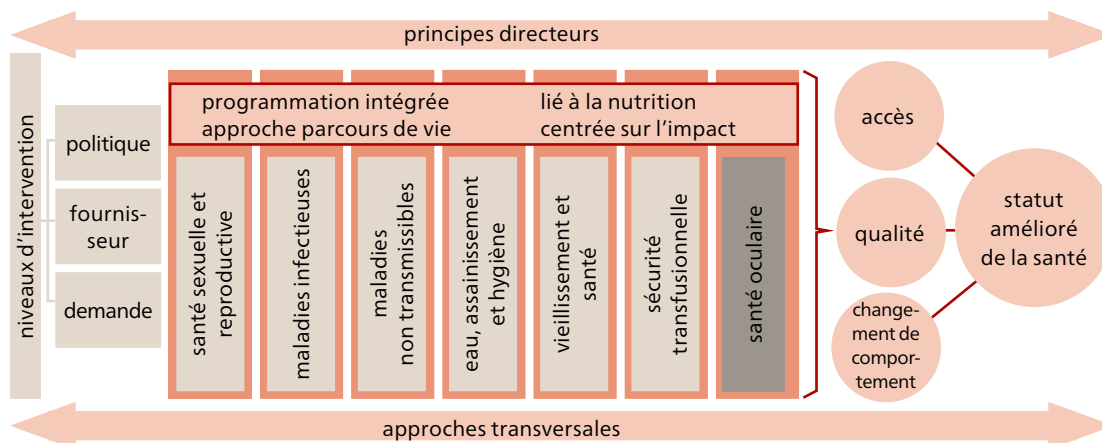 principes directeurs
niveaux d'intervention
politique
fournis-
seur
demande
programmation intégrée
approche parcours de vie
lié à la nutrition
centrée sur l'impact
santé sexuelle et
reproductive
maladies infectieuses
maladies
non transmissibles
eau, assainissement
et hygiène
vieillissement et
santé
sécurité
transfusionnelle
santé oculaire
accès
qualité
changement de
compor-
tement
statut
amélioré
de la santé
approches transversales